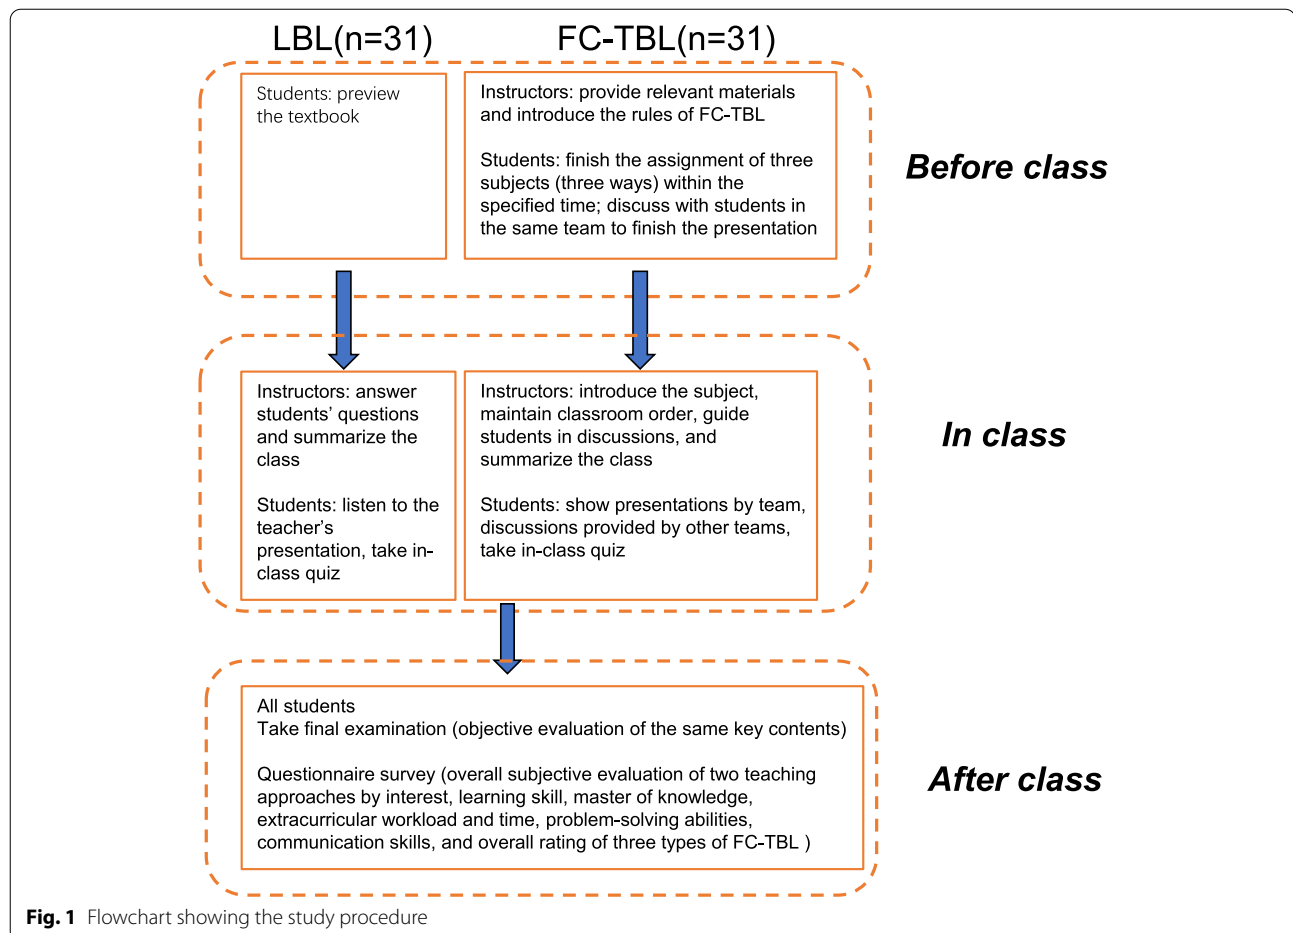 LBL(n=31)
FC-TBL(n=31)
Students: preview
the textbook
Instructors: provide relevant materials
and introduce the rules of FC-TBL
Students: finish the assignment of three
subjects (three ways) within the
specified time; discuss with students in
the same team to finish the presentation
Before class
Instructors: answer
students’ questions
and summarize the
class
Students: listen to the
teacher’s
presentation, take in-
class quiz
Instructors: introduce the subject,
maintain classroom order, guide
students in discussions, and
summarize the class
Students: show presentations by team,
discussions provided by other teams,
take in-class quiz
In class
All students
Take final examination (objective evaluation of the same key contents)
Questionnaire survey (overall subjective evaluation of two teaching
approaches by interest, learning skill, master of knowledge,
extracurricular workload and time, problem-solving abilities,
communication skills, and overall rating of three types of FC-TBL )
After class
Fig. 1 Flowchart showing the study procedure